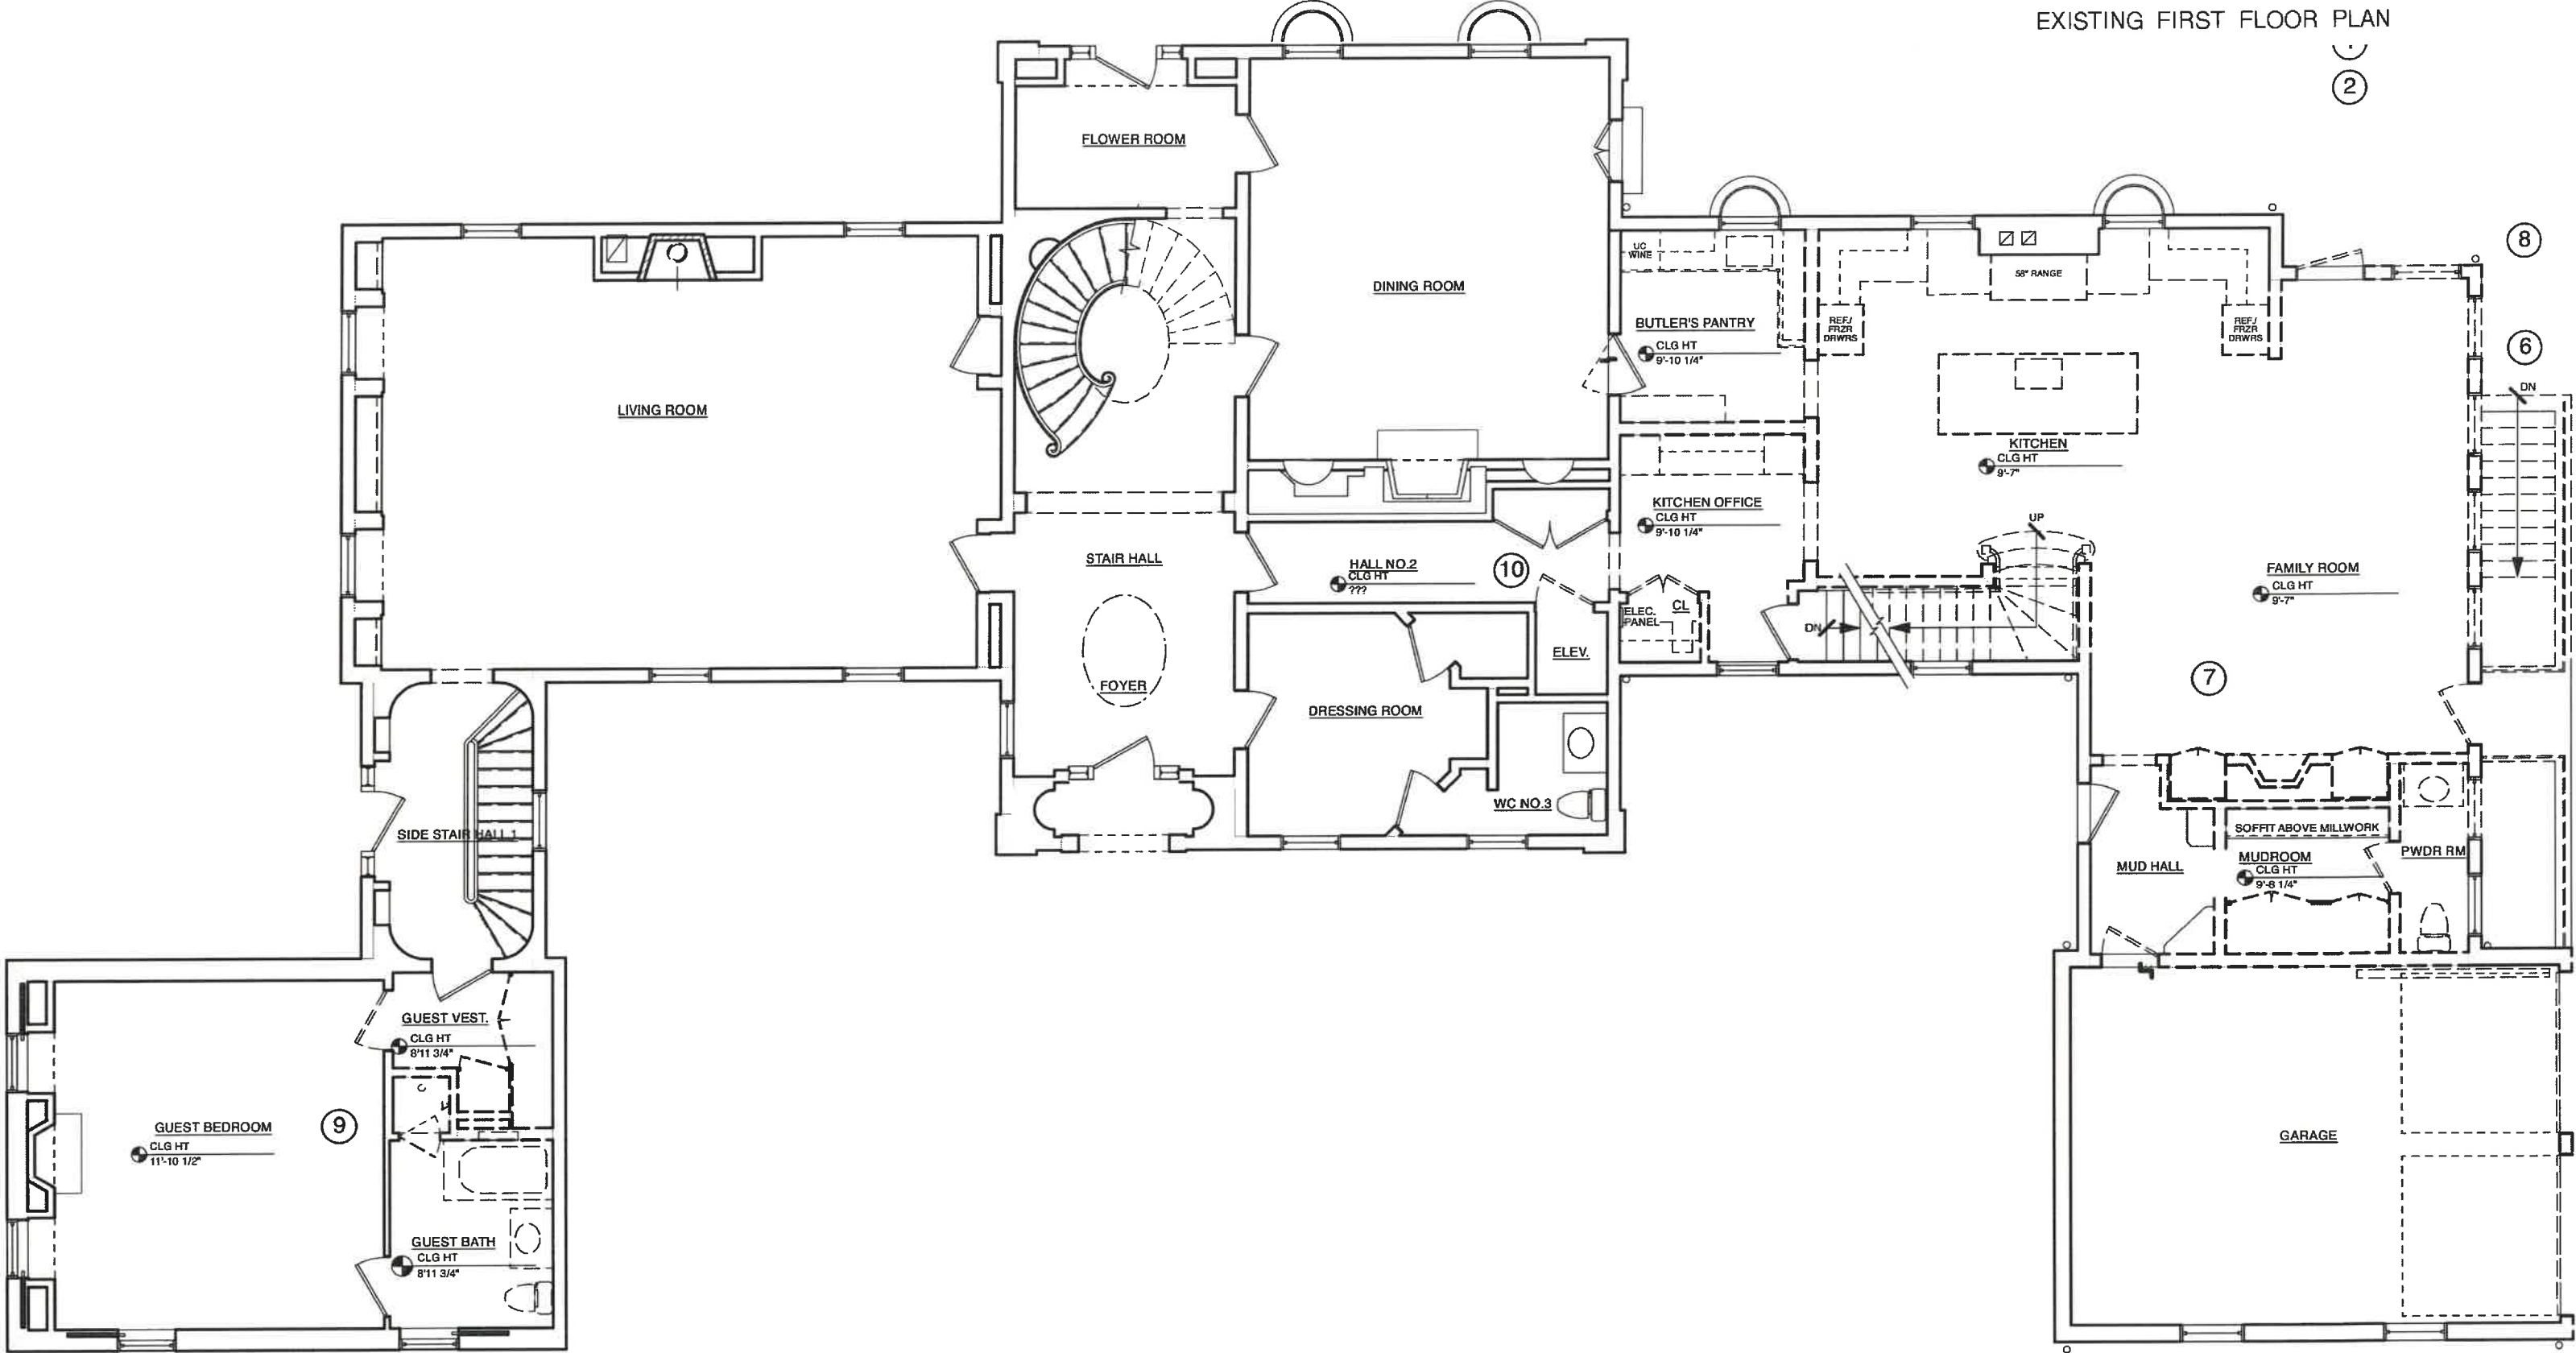 EXISTING FIRST FLOOR PLAN
2
FLOWER ROOM
8
UC
WINE
58" RANGE
DINING ROOM
BUTLER'S PANTRY
CLG HT
9'-10 1/4"
REF./
FRZR
DRWRS
REF./
FRZR
DRWRS
6
DN
LIVING ROOM
KITCHEN
CLG HT
9'-7"
KITCHEN OFFICE
CLG HT
9'-10 1/4"
UP
STAIR HALL
HALL NO.2
CLG HT
???
10
FAMILY ROOM
CLG HT
9'-7"
ELEC.
PANEL
CL
DN
ELEV.
FOYER
7
DRESSING ROOM
WC NO.3
SIDE STAIR HALL 1
SOFFIT ABOVE MILLWORK
MUD HALL
MUDROOM
CLG HT
9'-8 1/4"
PWDR RM
GUEST VEST.
CLG HT
8'11 3/4"
GUEST BEDROOM
CLG HT
11'-10 1/2"
9
GARAGE
GUEST BATH
CLG HT
8'11 3/4"